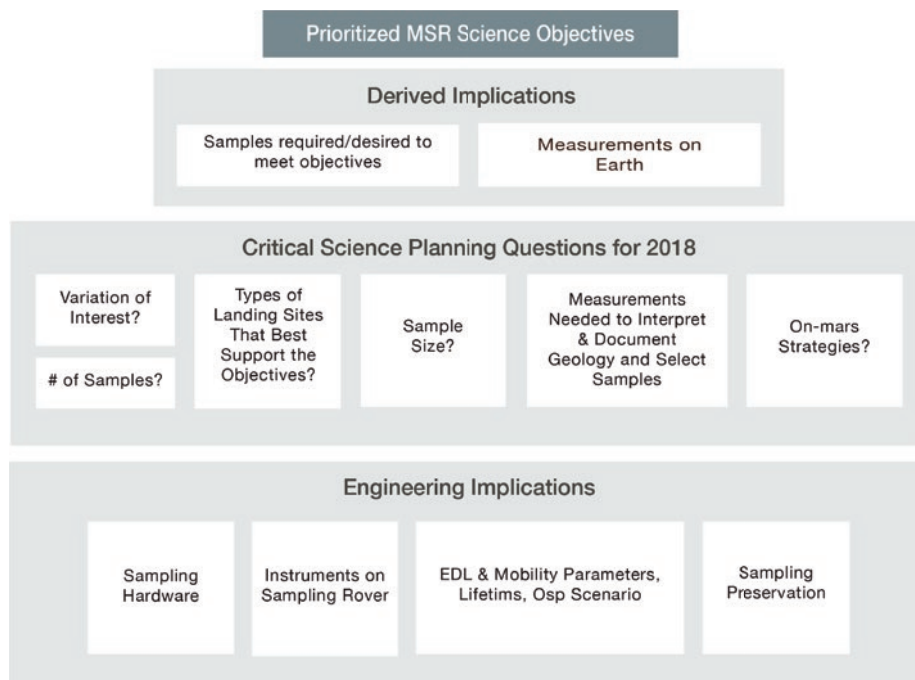 Prioritized MSR Science Objectives
Derived Implications
Samples required/desired to
meet objectives
Measurements on
Earth
Critical Science Planning Questions for 2018
Variation of
Interest?
# of Samples?
Types of
Landing Sites
That Best
Support the
Objectives?
Sample
Size?
Measurements
Needed to Interpret
& Document
Geology and Select
Samples
On-mars
Strategies?
Engineering Implications
Sampling
Hardware
Instruments on
Sampling Rover
EDL & Mobility Parameters,
Lifetims, Osp Scenario
Sampling
Preservation